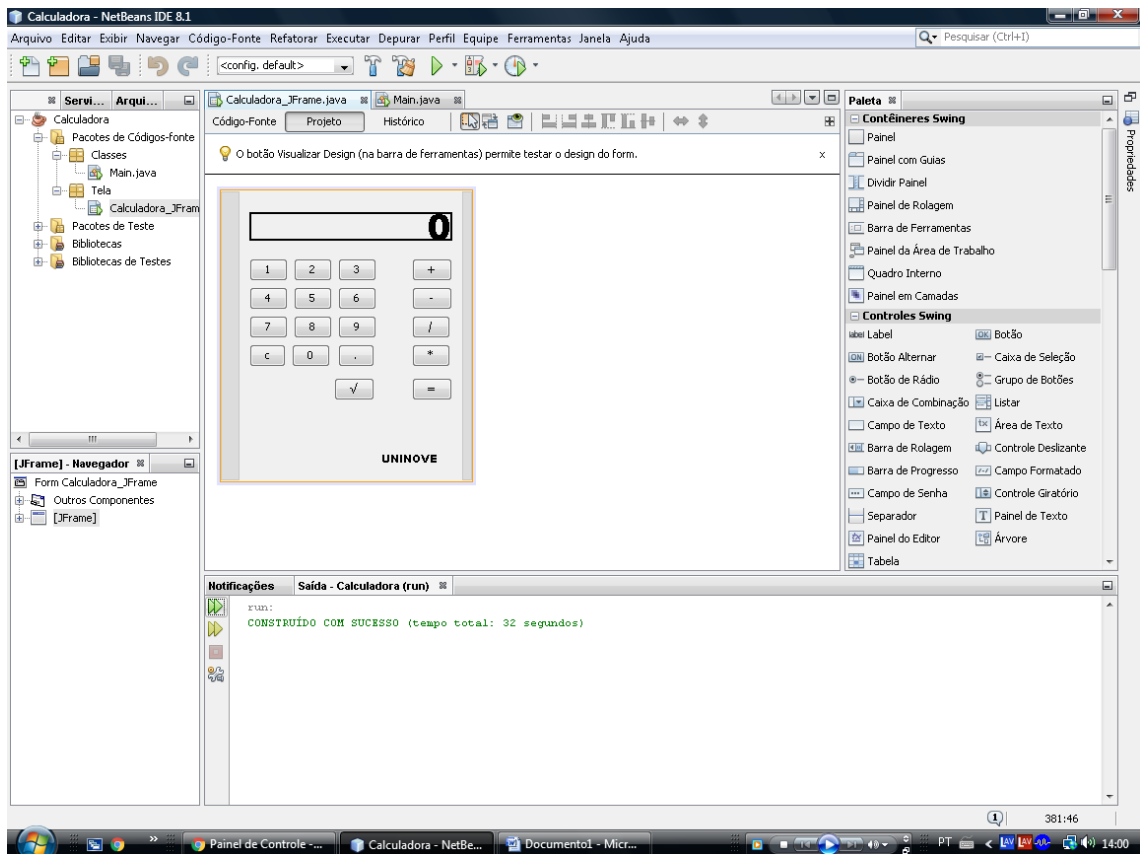 Calculadora - NetBeans IDE 8.1
Arquivo Editar Exibir Navegar Código-Fonte Refatorar Executar Depurar Perfil Equipe Ferramentas Janela Ajuda
Pesquisar (Ctrl+I)
<config. default>
Servi... Arqui...
Calculadora
Pacotes de Códigos-fonte
Classes
Main.java
Tela
Calculadora_JFram
Pacotes de Teste
Bibliotecas
Bibliotecas de Testes
[JFrame] - Navegador
Form Calculadora_JFrame
Outros Componentes
[JFrame]
Calculadora_JFrame.java Main.java
Código-Fonte Projeto Histórico
O botão Visualizar Design (na barra de ferramentas) permite testar o design do form. x
0
1 2 3 +
4 5 6 -
7 8 9 /
c 0 . *
√ =
UNINOVE
Paleta
Contêineres Swing
Painel
Painel com Guias
Dividir Painel
Painel de Rolagem
Barra de Ferramentas
Painel da Área de Trabalho
Quadro Interno
Painel em Camadas
Controles Swing
label Label OK Botão
ON Botão Alternar Caixa de Seleção
Botão de Rádio Grupo de Botões
Caixa de Combinação Listar
Campo de Texto Área de Texto
Barra de Rolagem Controle Deslizante
Barra de Progresso Campo Formatado
Campo de Senha Controle Giratório
Separador Painel de Texto
Painel do Editor Árvore
Tabela
Propriedades
Notificações Saída - Calculadora (run)
run:
CONSTRUÍDO COM SUCESSO (tempo total: 32 segundos)
1 381:46
Painel de Controle -... Calculadora - NetBe... Documento1 - Micr... PT LAV LAV 14:00